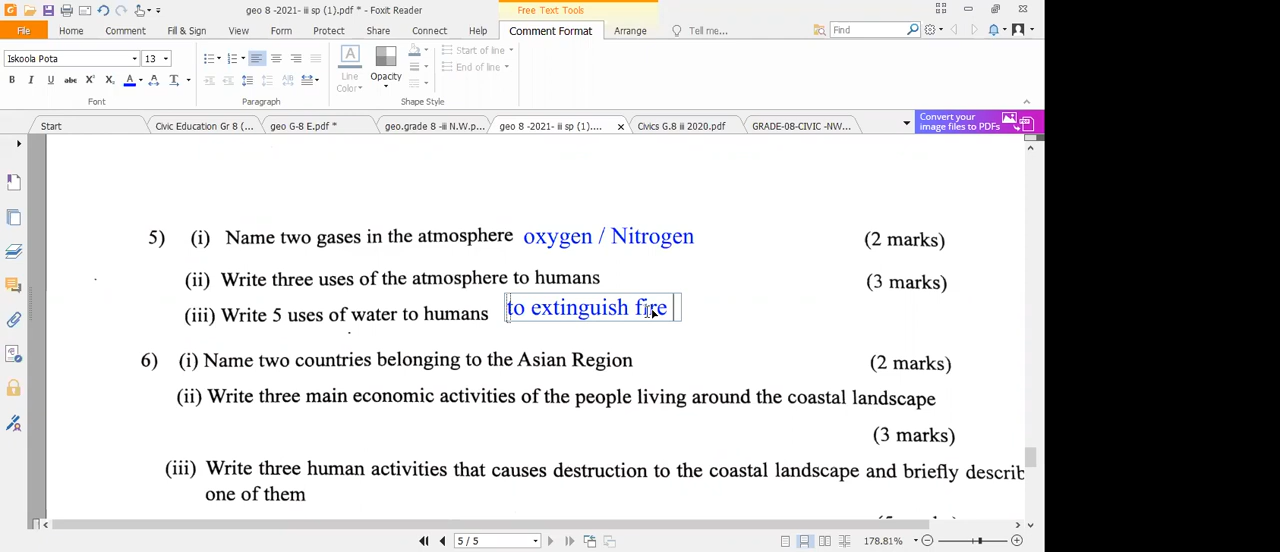 geo 8 -2021- ii sp (1).pdf * - Foxit Reader
Free Text Tools
File Home Comment Fill & Sign View Form Protect Share Connect Help Comment Format Arrange Tell me... Find
Iskoola Pota 13
Line Color
Opacity
Start of line
End of line
B I U abc X² X₂ A A T
Font Paragraph Shape Style
Start Civic Education Gr 8 (... geo G-8 E.pdf * geo.grade 8 -ii N.W.p... geo 8 -2021- ii sp (1).... Civics G.8 ii 2020.pdf GRADE-08-CIVIC -NW...
Convert your image files to PDFs
5) (i) Name two gases in the atmosphere oxygen / Nitrogen (2 marks)
(ii) Write three uses of the atmosphere to humans (3 marks)
(iii) Write 5 uses of water to humans to extinguish fire
6) (i) Name two countries belonging to the Asian Region (2 marks)
(ii) Write three main economic activities of the people living around the coastal landscape
(3 marks)
(iii) Write three human activities that causes destruction to the coastal landscape and briefly describ
one of them
5 / 5 178.81%